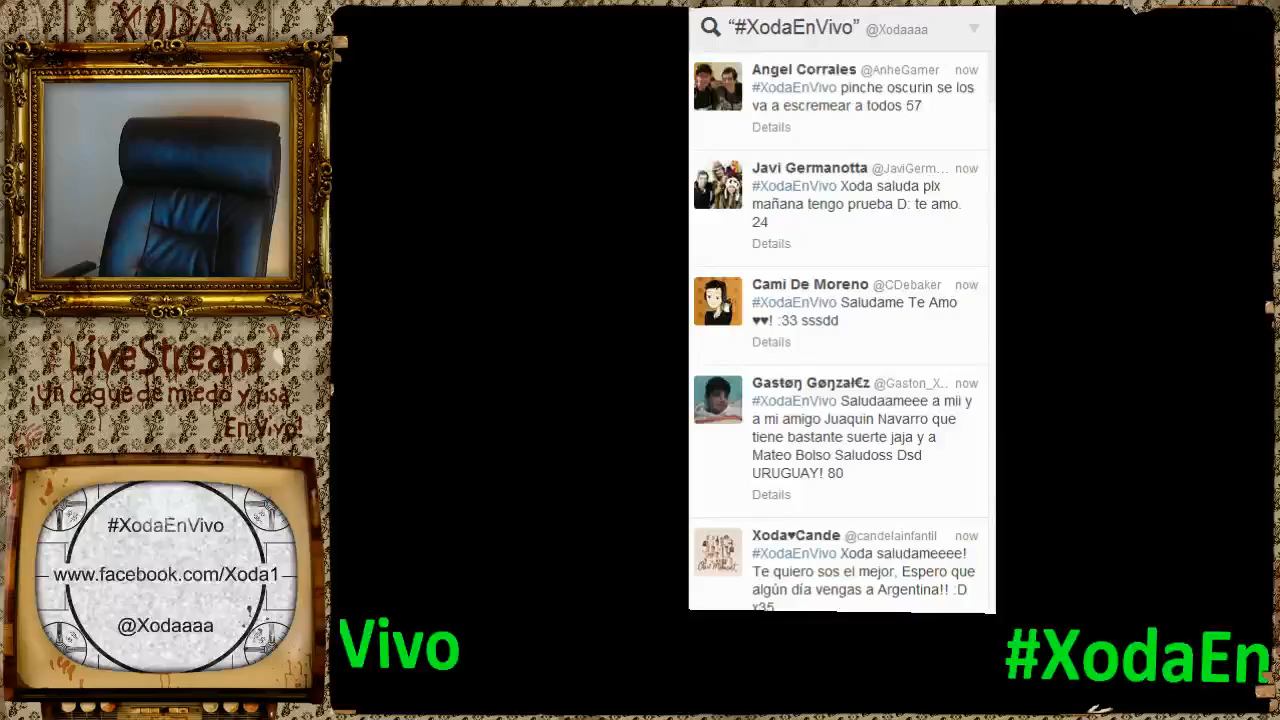 XODA
LiveStream
¡Un Jague de miedo y risa
En Vivo!
#XodaEnVivo
www.facebook.com/Xoda1
@Xodaaaa
“#XodaEnVivo” @Xodaaaa
Angel Corrales @AnheGamer now
#XodaEnVivo pinche oscurin se los
va a escremear a todos 57
Details
Javi Germanotta @JaviGerm... now
#XodaEnVivo Xoda saluda plx
mañana tengo prueba D: te amo.
24
Details
Cami De Moreno @CDebaker now
#XodaEnVivo Saludame Te Amo
♥♥! :33 sssdd
Details
Gasŧøŋ Gøŋzał€z @Gaston_X.. now
#XodaEnVivo Saludaameee a mii y
a mi amigo Juaquin Navarro que
tiene bastante suerte jaja y a
Mateo Bolso Saludoss Dsd
URUGUAY! 80
Details
Xoda♥Cande @candelainfantil now
#XodaEnVivo Xoda saludameeee!
Te quiero sos el mejor, Espero que
algún día vengas a Argentina!! :D
x35
Vivo
#XodaEn